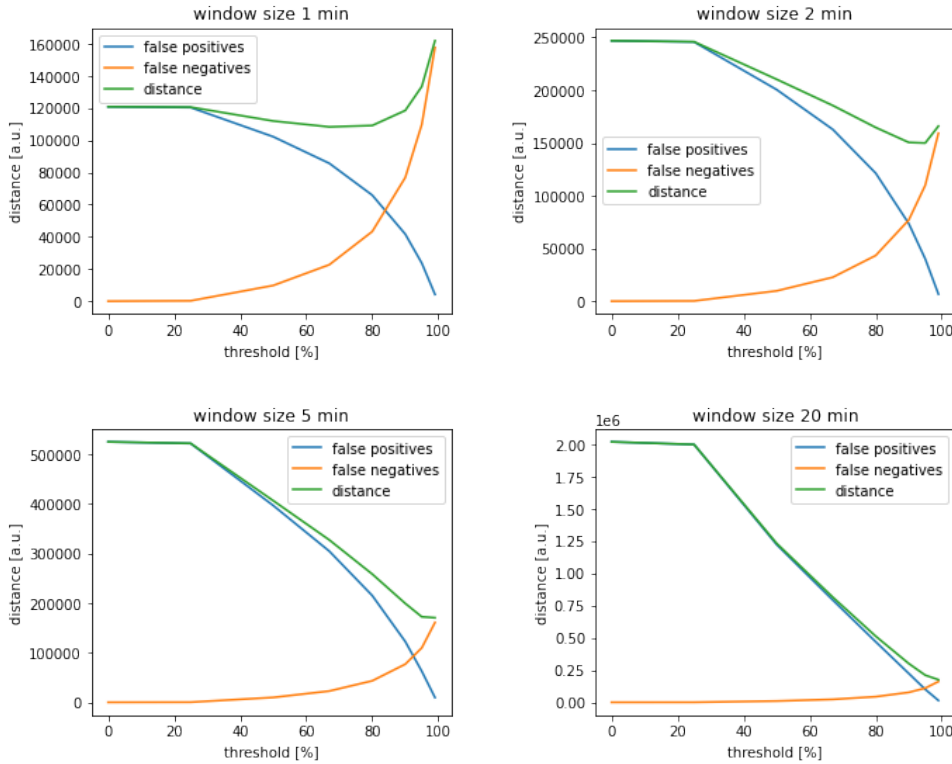 window size 1 min
160000
140000
120000
100000
80000
60000
40000
20000
0
distance [a.u.]
false positives
false negatives
distance
0 20 40 60 80 100
threshold [%]
window size 2 min
250000
200000
150000
100000
50000
0
distance [a.u.]
false positives
false negatives
distance
0 20 40 60 80 100
threshold [%]
window size 5 min
500000
400000
300000
200000
100000
0
distance [a.u.]
false positives
false negatives
distance
0 20 40 60 80 100
threshold [%]
window size 20 min
1e6
2.00
1.75
1.50
1.25
1.00
0.75
0.50
0.25
0.00
distance [a.u.]
false positives
false negatives
distance
0 20 40 60 80 100
threshold [%]